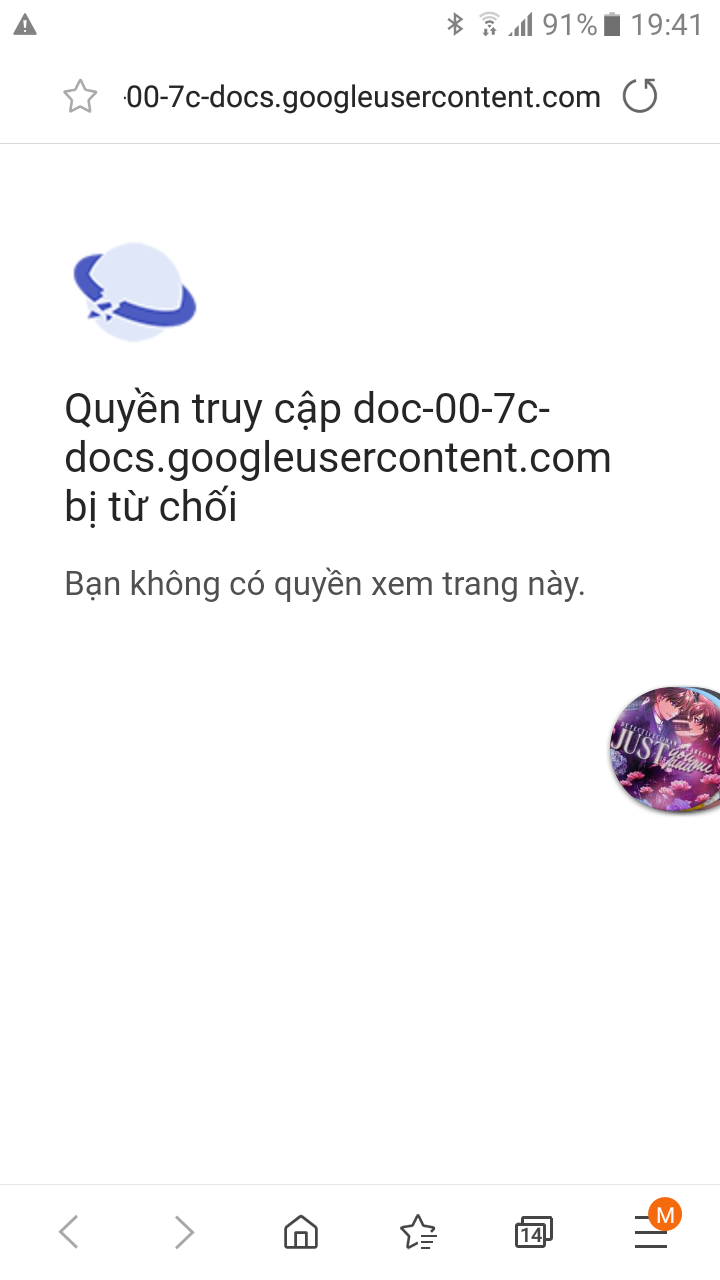 91% 19:41
-00-7c-docs.googleusercontent.com
Quyền truy cập doc-00-7c-
docs.googleusercontent.com
bị từ chối
Bạn không có quyền xem trang này.
JUST
14
M